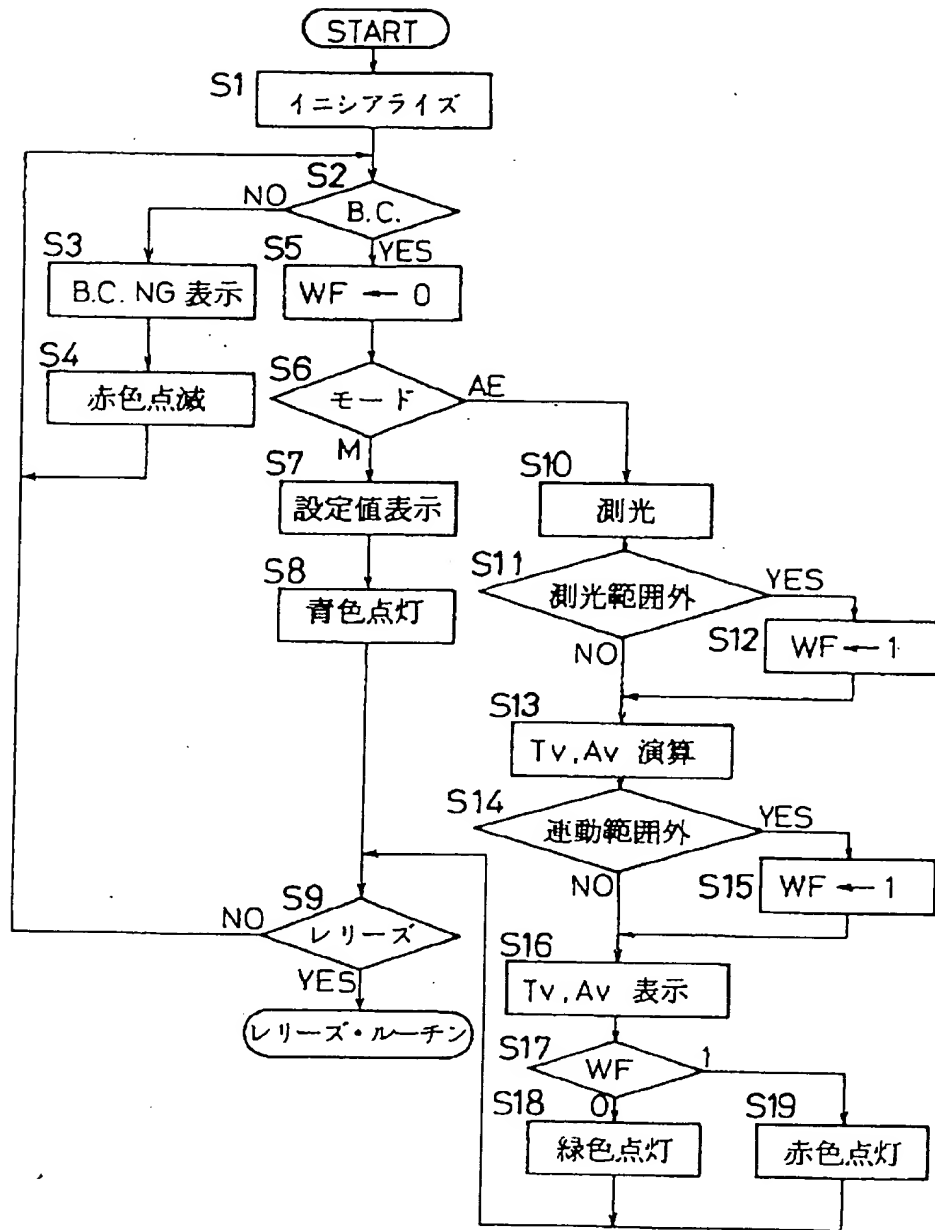 START
S1
イニシアライズ
S2
B.C.
NO
YES
S3
B.C. NG 表示
S4
赤色点滅
S5
WF ← 0
S6
モード
AE
M
S7
設定値表示
S8
青色点灯
S9
レリーズ
NO
YES
レリーズ・ルーチン
S10
測光
S11
測光範囲外
YES
NO
S12
WF ← 1
S13
Tv,Av 演算
S14
連動範囲外
YES
NO
S15
WF ← 1
S16
Tv,Av 表示
S17
WF
1
0
S18
緑色点灯
S19
赤色点灯